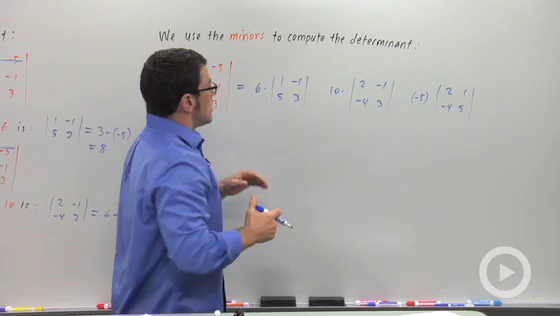 We use the minors to compute the determinant:
t:
5
-1
3
-5
3
= 6 · | 1 -1 |
| 5 3 |
10 · | 2 -1 |
| -4 3 |
(-5) · | 2 1 |
| -4 5 |
6 is: | 1 -1 | = 3 - (-5)
| 5 3 |
= 8
-5
-1
3
10 is: | 2 -1 | = 6 -
| -4 3 |